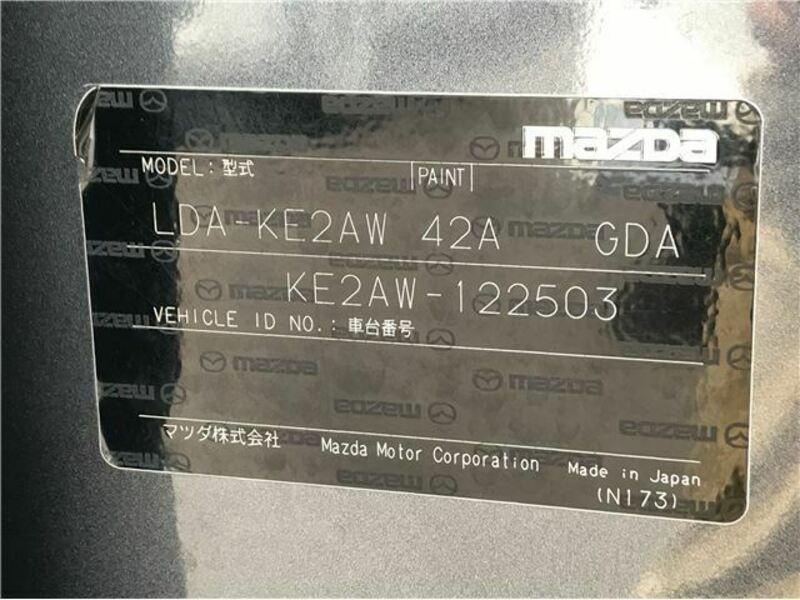 mazda
MODEL: 型式 PAINT
LDA-KE2AW 42A GDA
KE2AW-122503
VEHICLE ID NO.: 車台番号
マツダ株式会社 Mazda Motor Corporation Made in Japan
(N173)